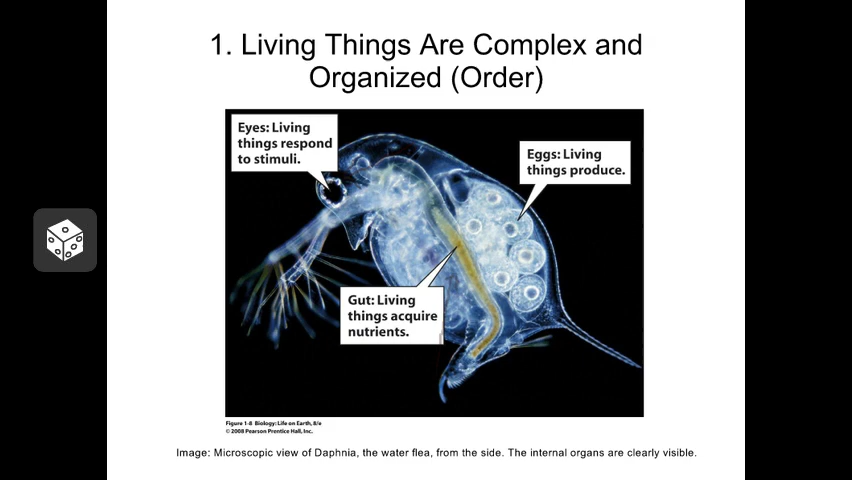 1. Living Things Are Complex and
Organized (Order)
Eyes: Living
things respond
to stimuli.
Eggs: Living
things produce.
Gut: Living
things acquire
nutrients.
Figure 1-8 Biology: Life on Earth, 8/e
© 2008 Pearson Prentice Hall, Inc.
Image: Microscopic view of Daphnia, the water flea, from the side. The internal organs are clearly visible.